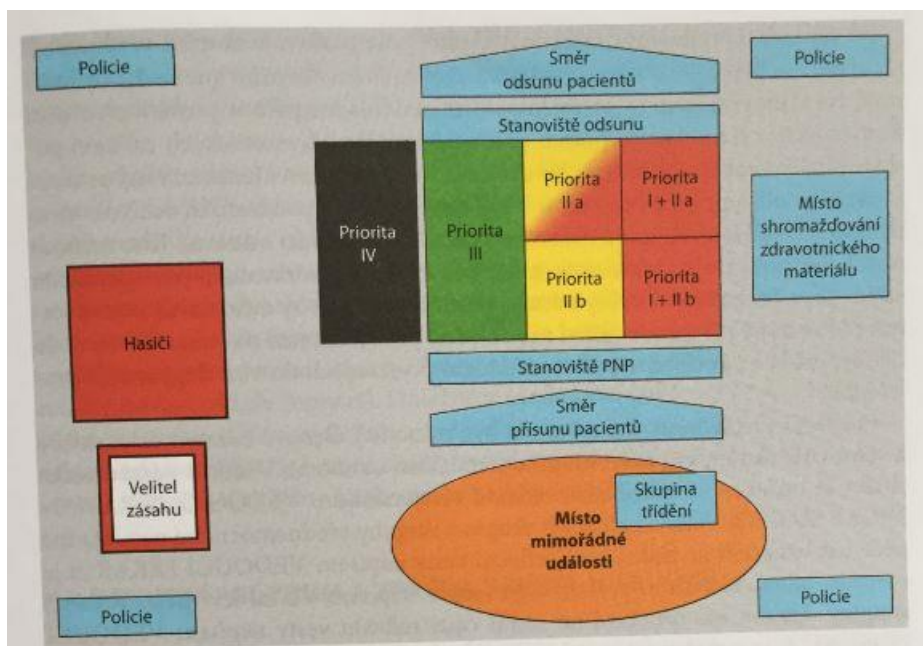 Policie
Směr
odsunu pacientů
Policie
Stanoviště odsunu
Priorita
IV
Priorita
III
Priorita
II a
Priorita
I + II a
Priorita
II b
Priorita
I + II b
Místo
shromažďování
zdravotnického
materiálu
Hasiči
Stanoviště PNP
Směr
přísunu pacientů
Velitel
zásahu
Skupina
třídění
Místo
mimořádné
události
Policie
Policie